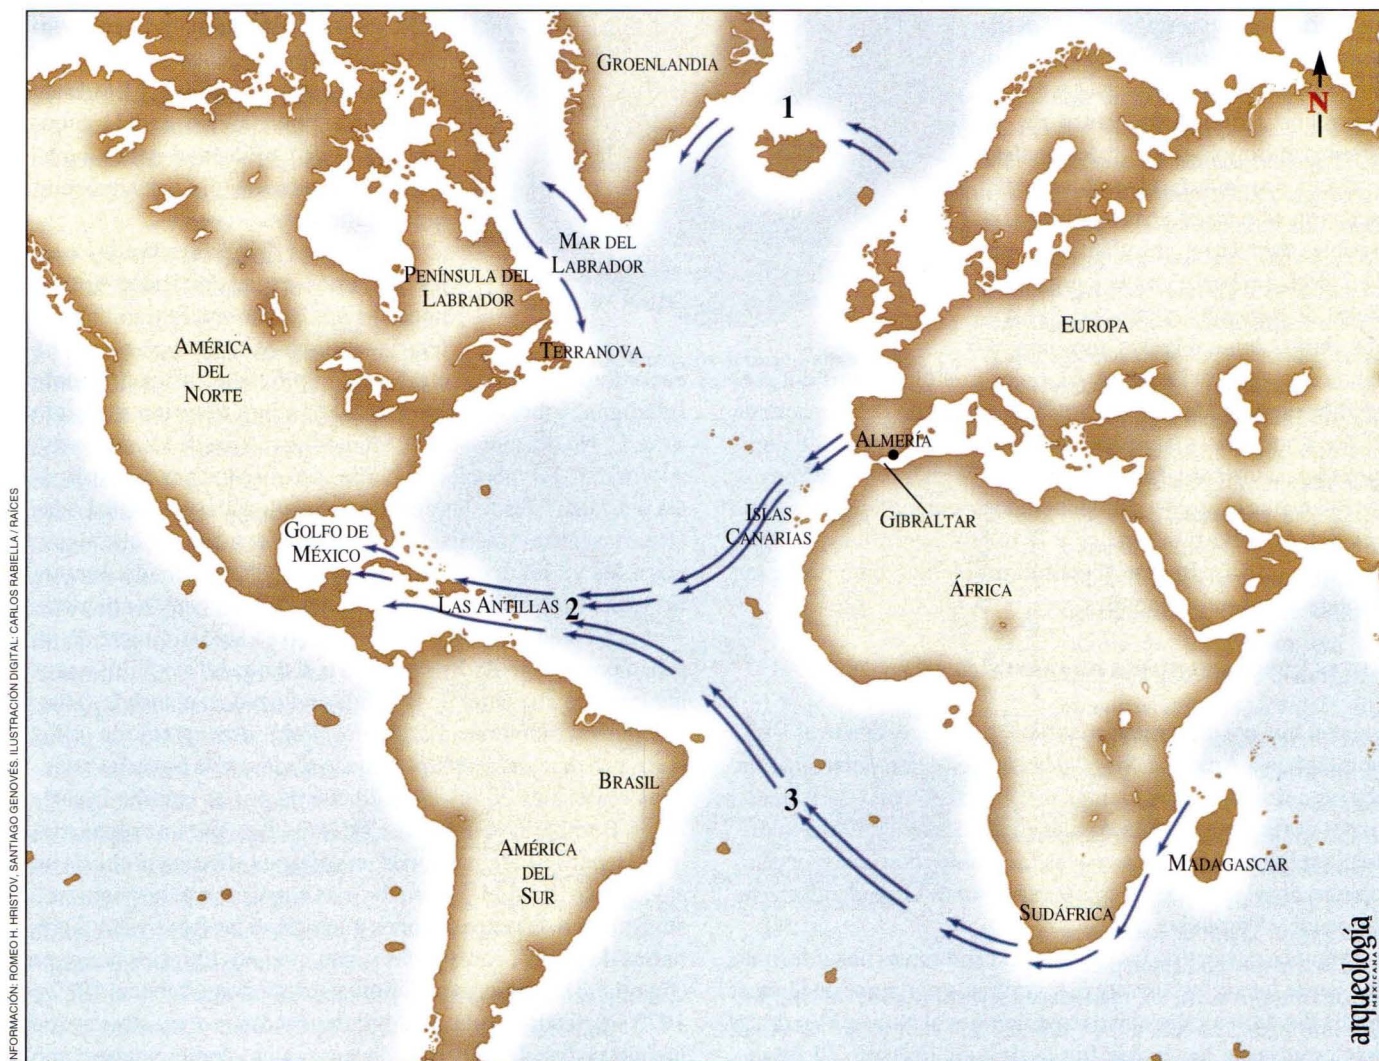 GROENLANDIA
1
N
MAR DEL
LABRADOR
PENÍNSULA DEL
LABRADOR
EUROPA
AMÉRICA
DEL
NORTE
TERRANOVA
ALMERÍA
GIBRALTAR
ISLAS
CANARIAS
GOLFO DE
MÉXICO
ÁFRICA
LAS ANTILLAS
2
BRASIL
3
AMÉRICA
DEL
SUR
MADAGASCAR
SUDÁFRICA
NFORMACIÓN: ROMEO H. HRISTOV, SANTIAGO GENOVÉS. ILUSTRACIÓN DIGITAL: CARLOS RABIELLA / RAÍCES
arqueología
MEXICANA